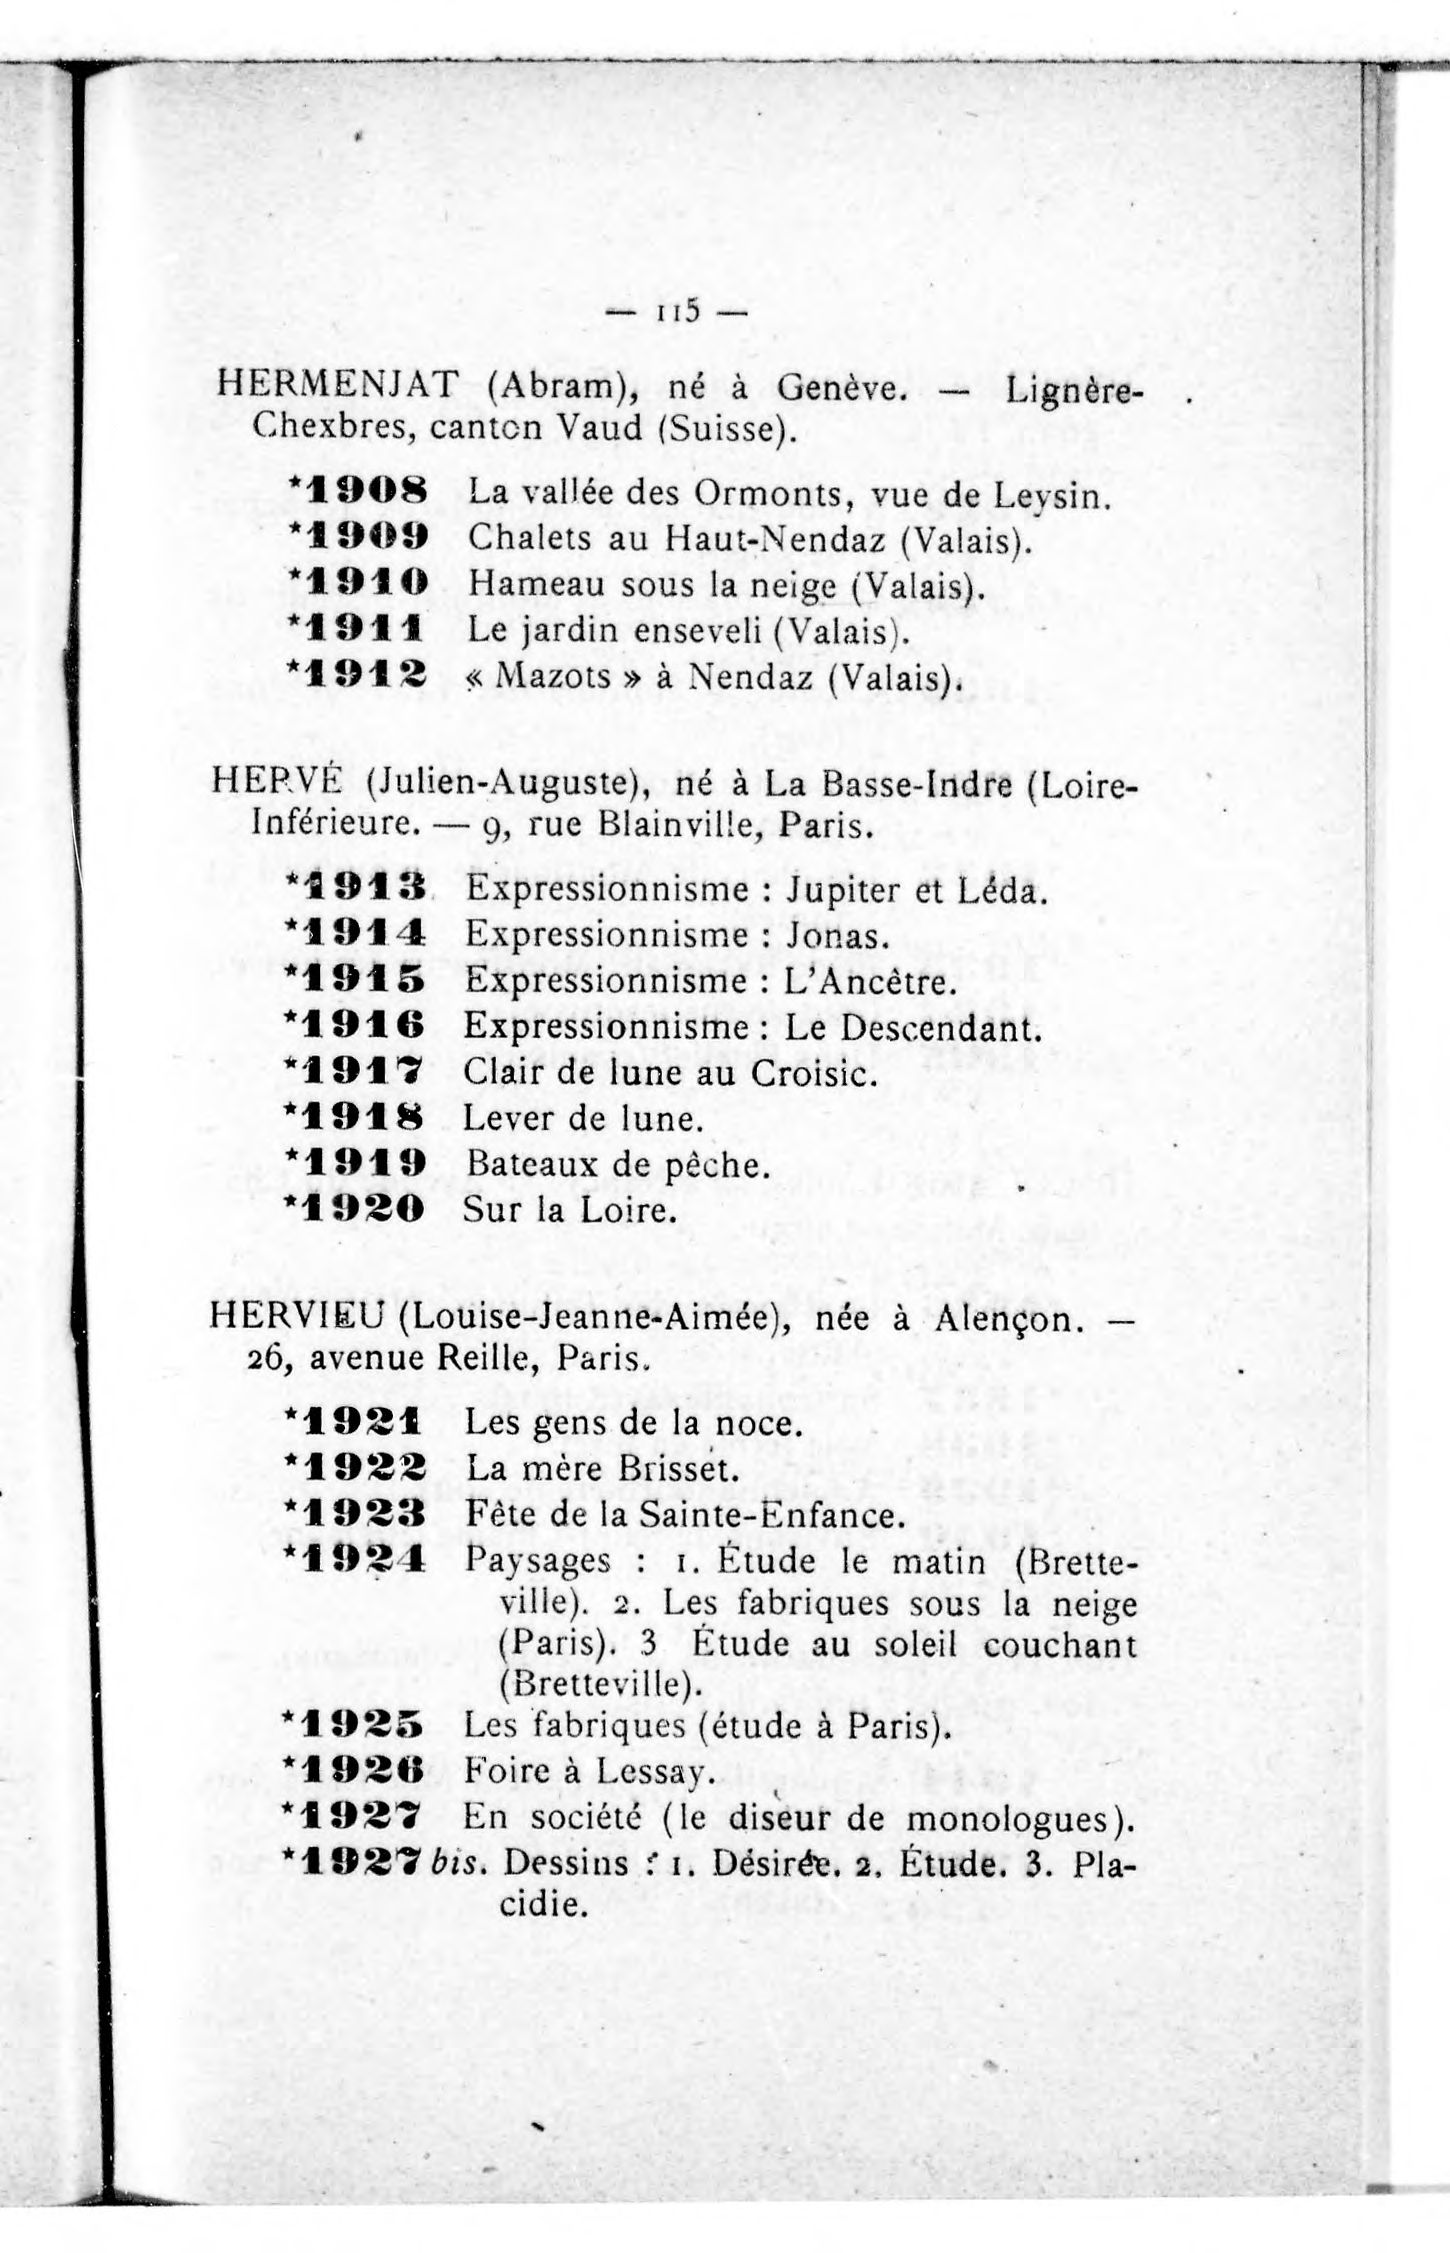 — 115 —
HERMENJAT (Abram), né à Genève. — Lignère-
Chexbres, canton Vaud (Suisse).
*1908 La vallée des Ormonts, vue de Leysin.
*1909 Chalets au Haut-Nendaz (Valais).
*1910 Hameau sous la neige (Valais).
*1911 Le jardin enseveli (Valais).
*1912 « Mazots » à Nendaz (Valais).
HERVÉ (Julien-Auguste), né à La Basse-Indre (Loire-
Inférieure. — 9, rue Blainville, Paris.
*1913 Expressionnisme : Jupiter et Léda.
*1914 Expressionnisme : Jonas.
*1915 Expressionnisme : L'Ancêtre.
*1916 Expressionnisme : Le Descendant.
*1917 Clair de lune au Croisic.
*1918 Lever de lune.
*1919 Bateaux de pêche.
*1920 Sur la Loire.
HERVIEU (Louise-Jeanne-Aimée), née à Alençon. —
26, avenue Reille, Paris.
*1921 Les gens de la noce.
*1922 La mère Brisset.
*1923 Fête de la Sainte-Enfance.
*1924 Paysages : 1. Étude le matin (Brette-
ville). 2. Les fabriques sous la neige
(Paris). 3 Étude au soleil couchant
(Bretteville).
*1925 Les fabriques (étude à Paris).
*1926 Foire à Lessay.
*1927 En société (le diseur de monologues).
*1927 bis. Dessins : 1. Désirée. 2. Étude. 3. Pla-
cidie.